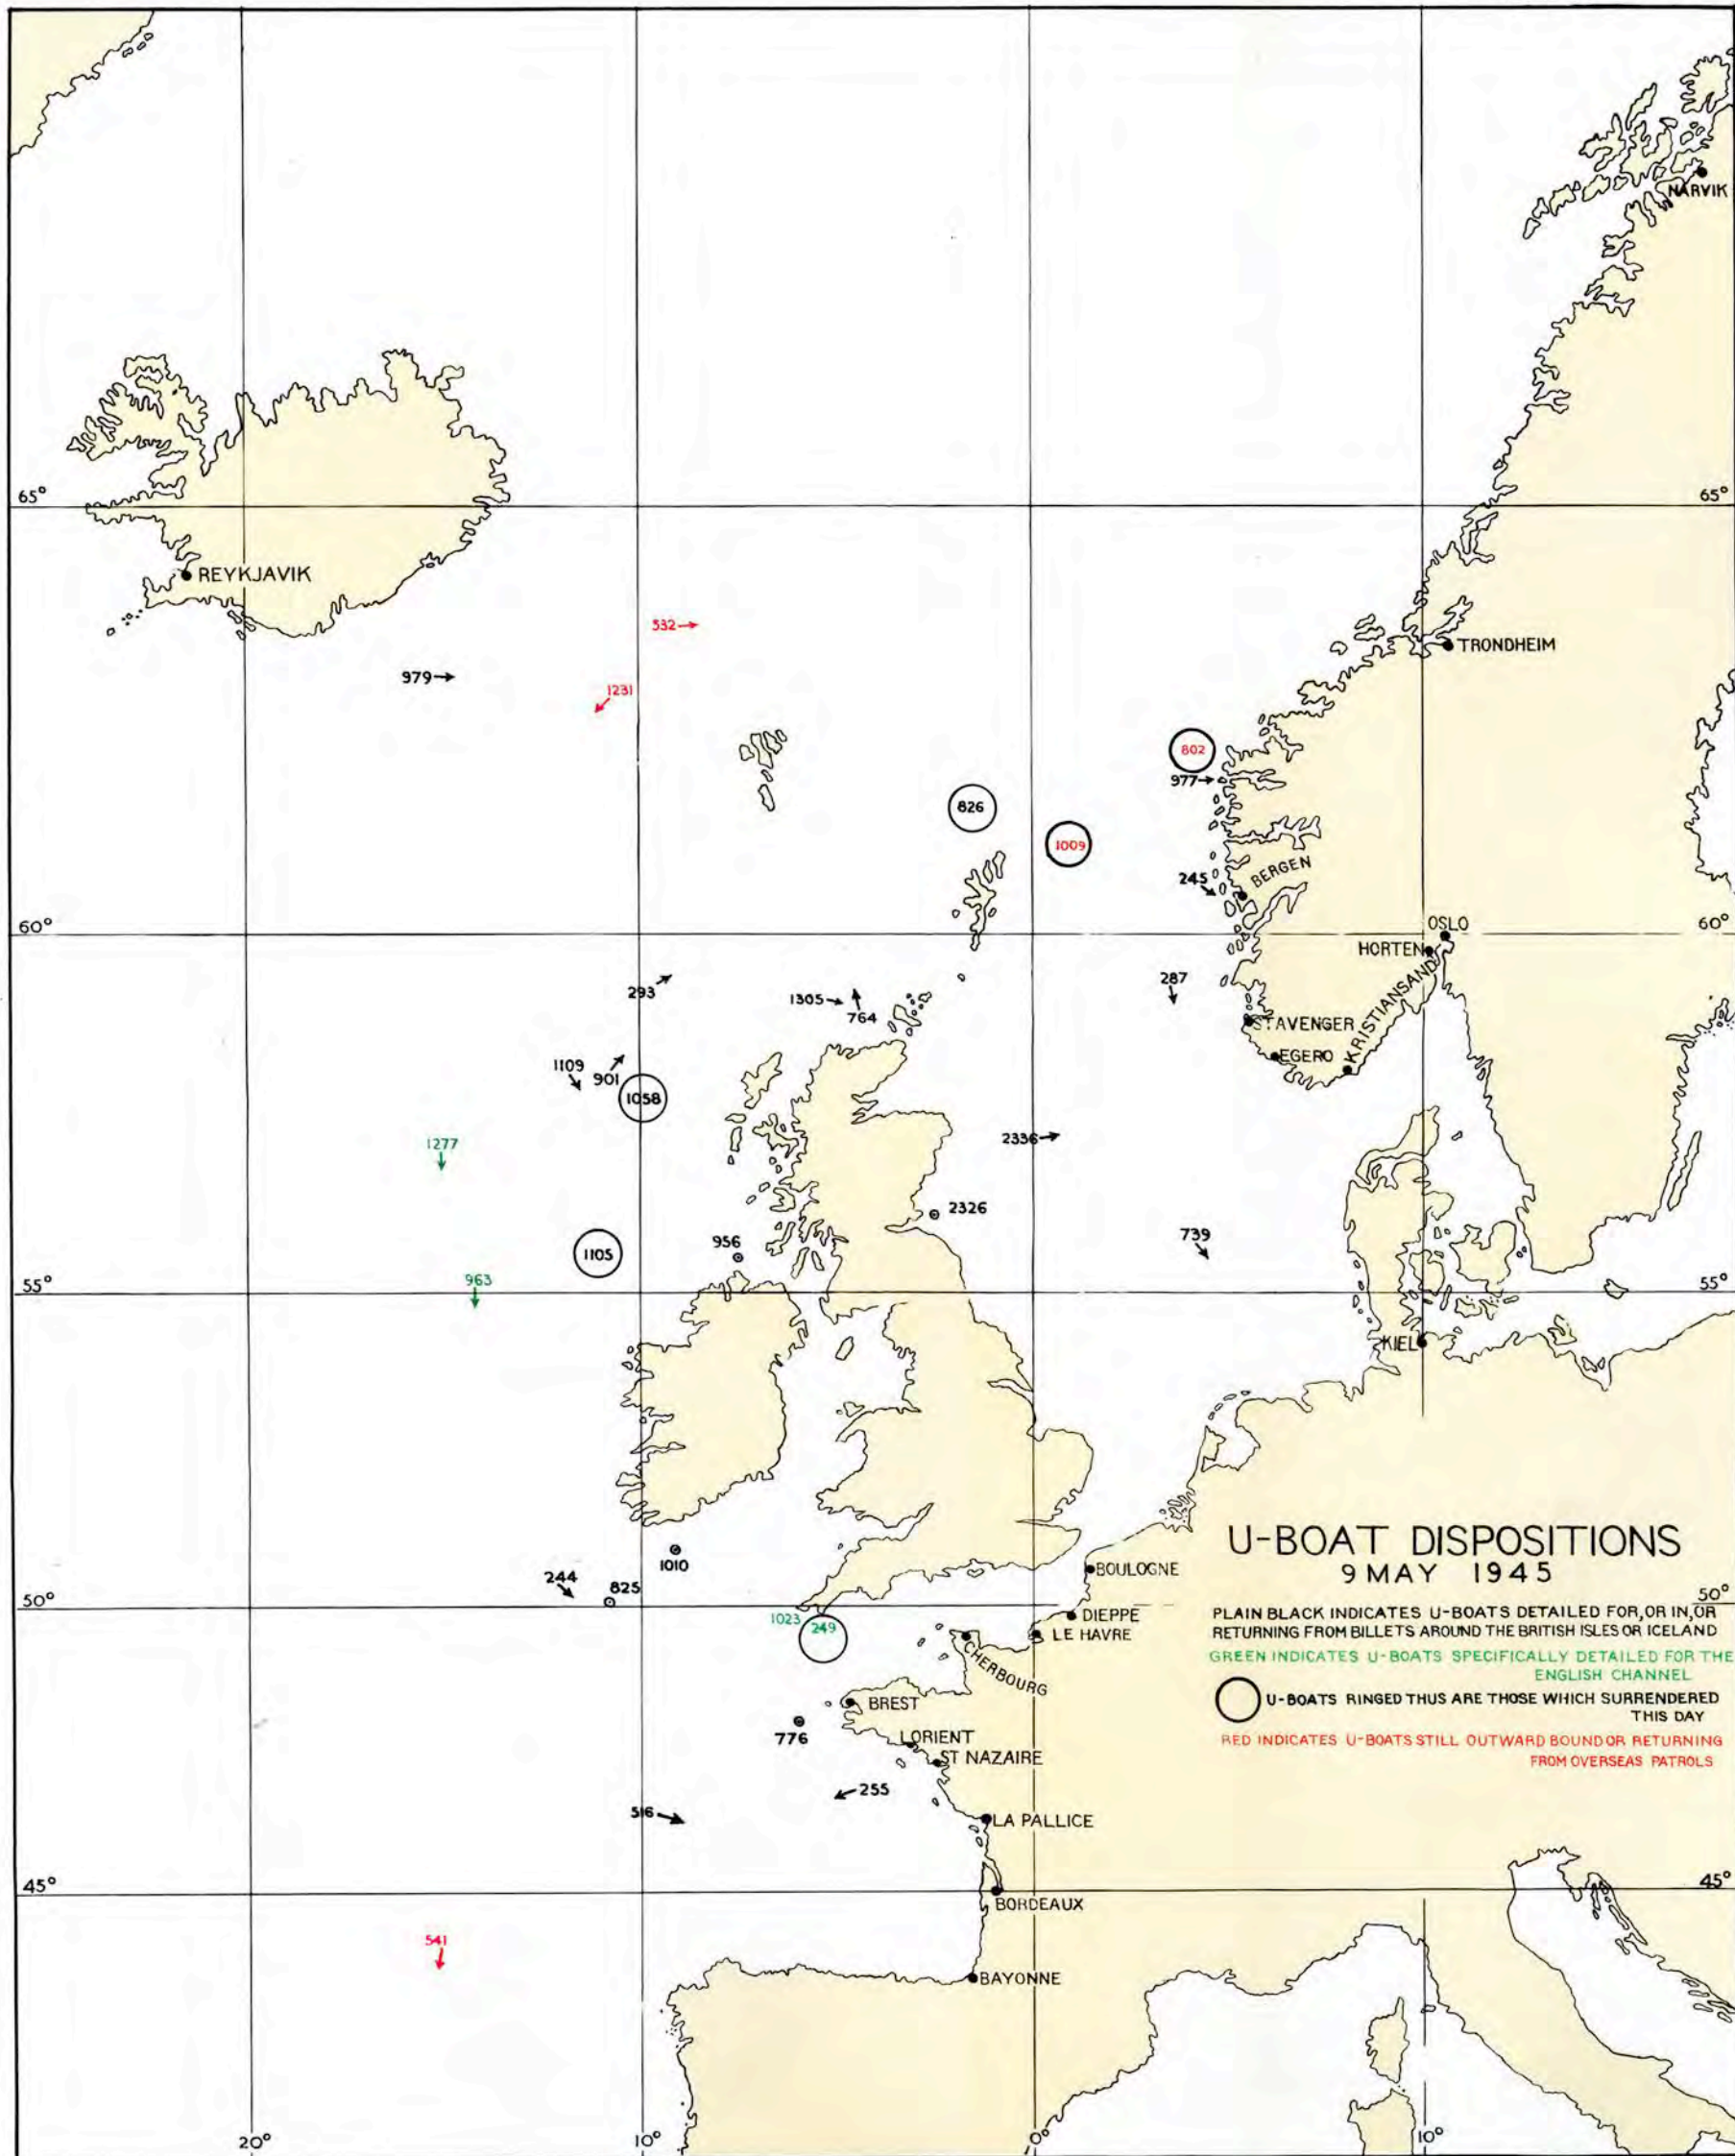 NARVIK
65°
65°
REYKJAVIK
532
TRONDHEIM
979
1231
802
977
826
1009
245
BERGEN
60°
OSLO
60°
HORTEN
KRISTIANSAND
293
1305
764
287
STAVENGER
EGERO
1109
901
1058
2336
1277
2326
956
739
1105
963
55°
55°
KIEL
U-BOAT DISPOSITIONS
9 MAY 1945
1010
244
825
BOULOGNE
50°
50°
1023
249
DIEPPE
LE HAVRE
CHERBOURG
PLAIN BLACK INDICATES U-BOATS DETAILED FOR, OR IN, OR
RETURNING FROM BILLETS AROUND THE BRITISH ISLES OR ICELAND
GREEN INDICATES U-BOATS SPECIFICALLY DETAILED FOR THE
ENGLISH CHANNEL
U-BOATS RINGED THUS ARE THOSE WHICH SURRENDERED
THIS DAY
RED INDICATES U-BOATS STILL OUTWARD BOUND OR RETURNING
FROM OVERSEAS PATROLS
BREST
776
LORIENT
ST NAZAIRE
255
516
LA PALLICE
45°
45°
BORDEAUX
541
BAYONNE
20°
10°
0°
10°